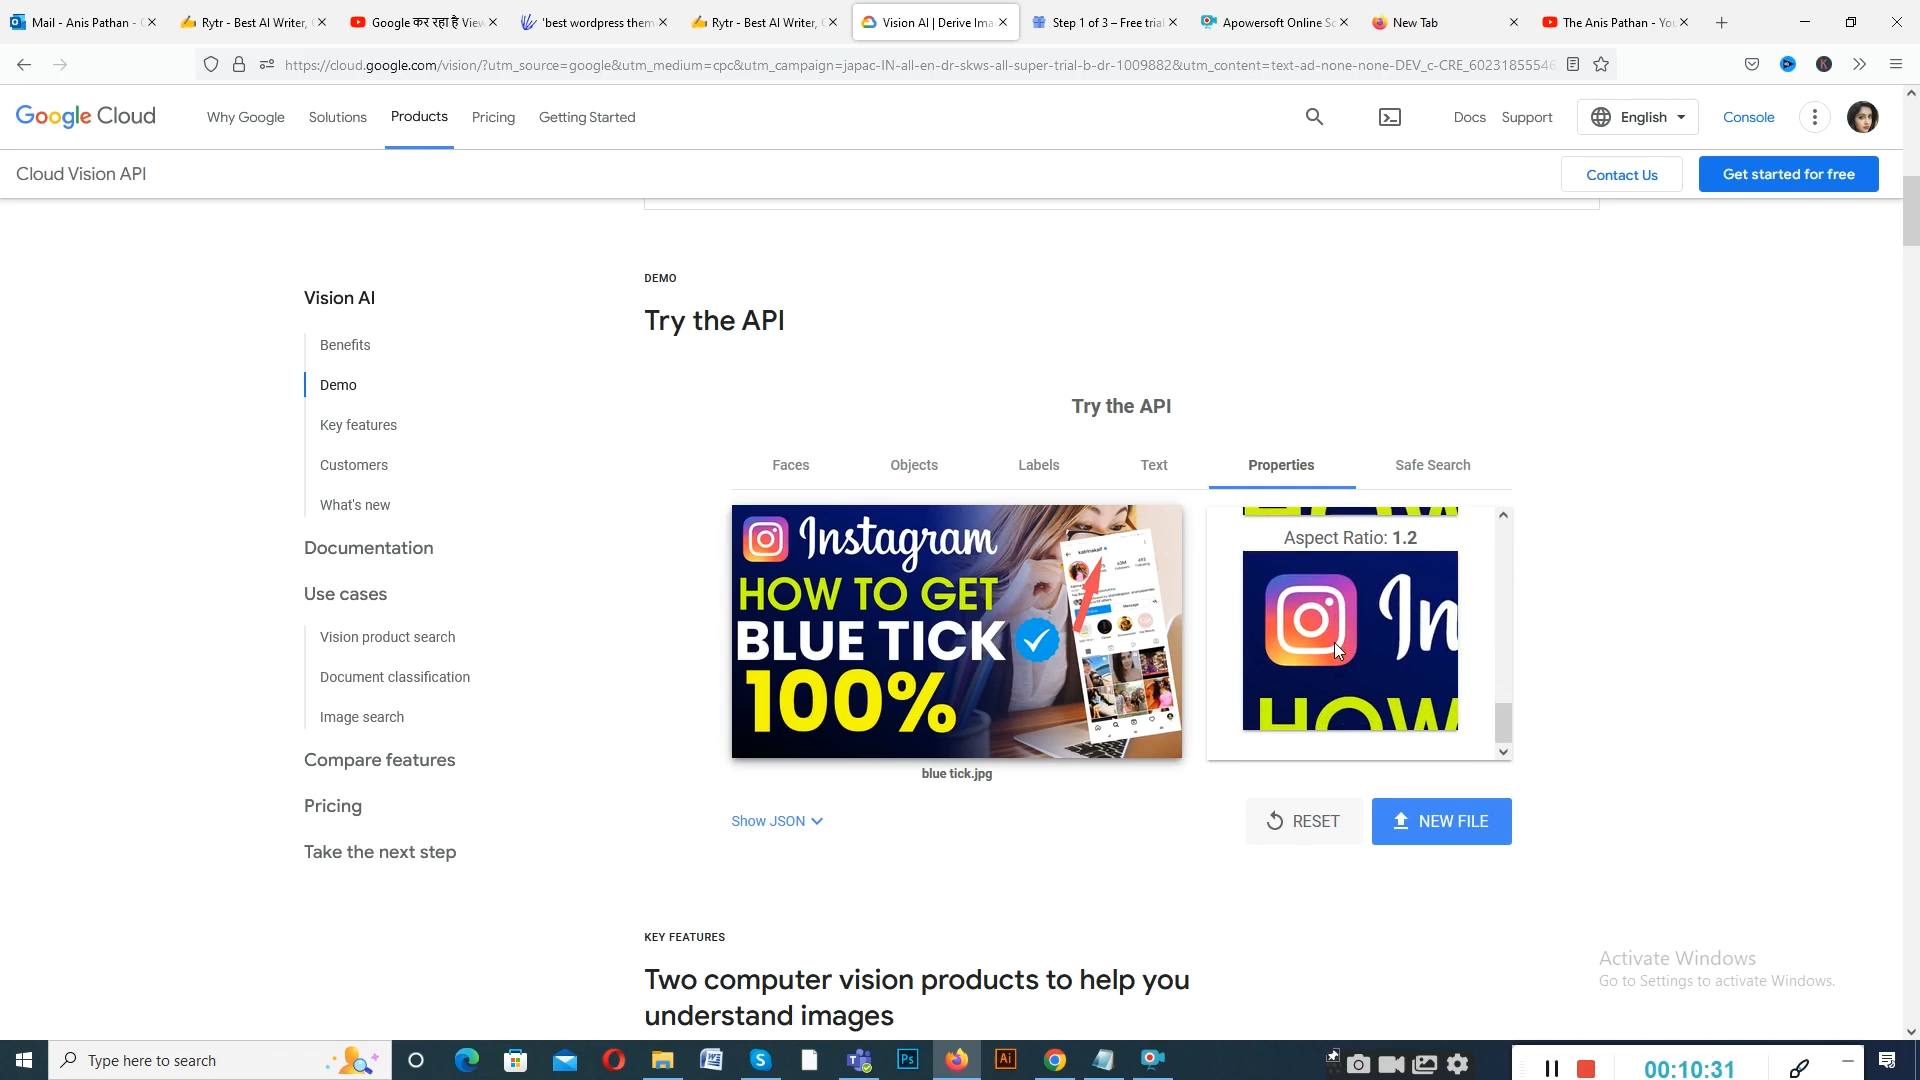 Mail - Anis Pathan -
Rytr - Best AI Writer,
Google कर रहा है View
'best wordpress them
Rytr - Best AI Writer,
Vision AI | Derive Ima
Step 1 of 3 – Free trial
Apowersoft Online Sc
New Tab
The Anis Pathan - You
https://cloud.google.com/vision/?utm_source=google&utm_medium=cpc&utm_campaign=japac-IN-all-en-dr-skws-all-super-trial-b-dr-1009882&utm_content=text-ad-none-none-DEV_c-CRE_60231855546
Google Cloud
Why Google
Solutions
Products
Pricing
Getting Started
Docs
Support
English
Console
Cloud Vision API
Contact Us
Get started for free
Vision AI
Benefits
Demo
Key features
Customers
What's new
Documentation
Use cases
Vision product search
Document classification
Image search
Compare features
Pricing
Take the next step
DEMO
Try the API
Try the API
Faces
Objects
Labels
Text
Properties
Safe Search
Instagram
HOW TO GET
BLUE TICK
100%
katrinakaif
Message
blue tick.jpg
Aspect Ratio: 1.2
In
HOW
Show JSON
RESET
NEW FILE
KEY FEATURES
Two computer vision products to help you
understand images
Activate Windows
Go to Settings to activate Windows.
Type here to search
00:10:31